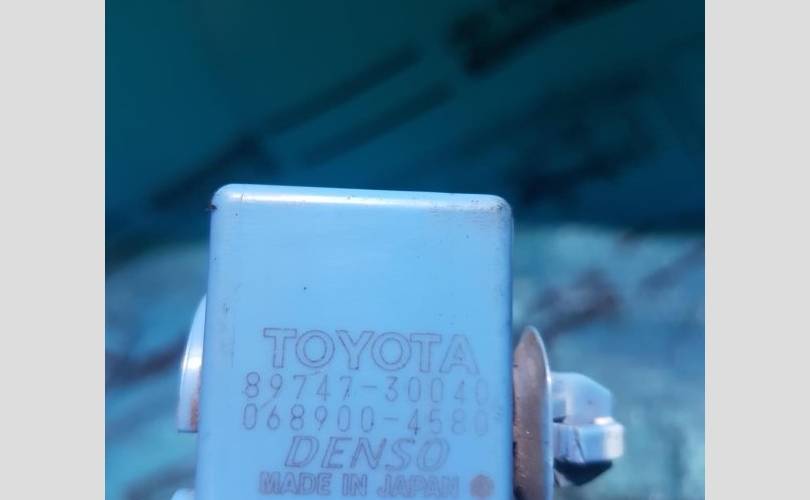 TOYOTA
89747-30040
068900-4580
DENSO
MADE IN JAPAN